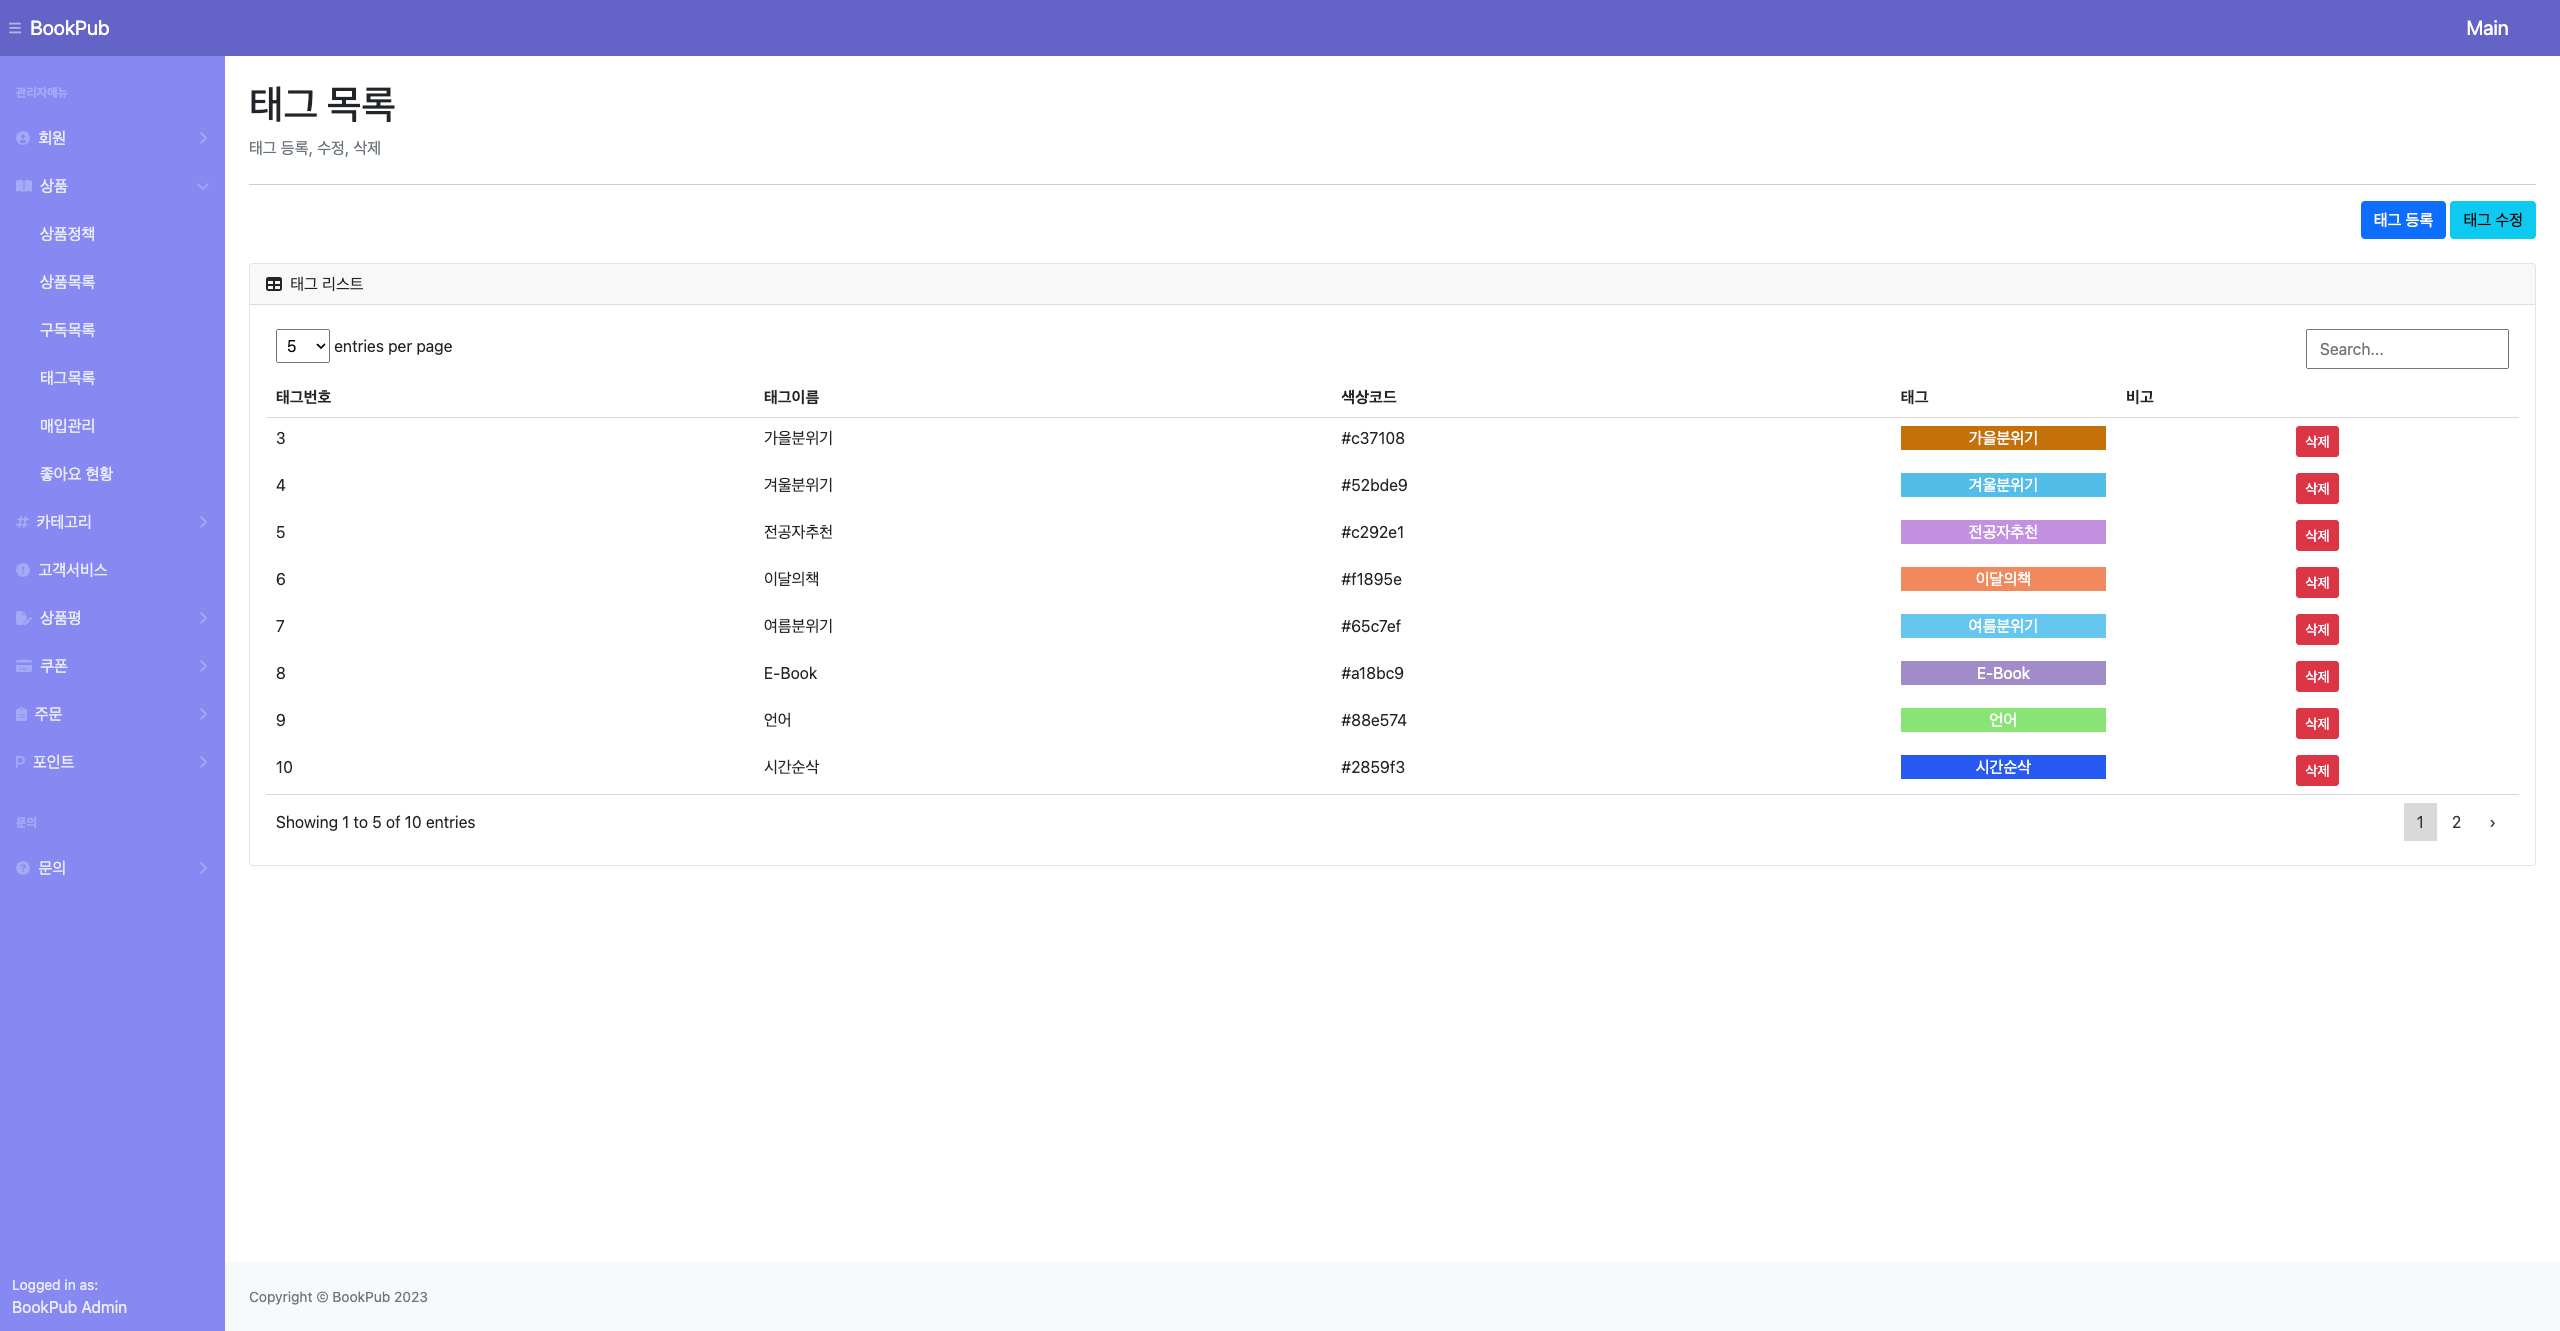 BookPub
Main
관리자메뉴
회원
상품
상품정책
상품목록
구독목록
태그목록
매입관리
좋아요 현황
# 카테고리
고객서비스
상품평
쿠폰
주문
P 포인트
문의
문의
Logged in as:
BookPub Admin
태그 목록
태그 등록, 수정, 삭제
태그 등록 태그 수정
태그 리스트
5 entries per page
Search...
태그번호 태그이름 색상코드 태그 비고
3 가을분위기 #c37108 가을분위기 삭제
4 겨울분위기 #52bde9 겨울분위기 삭제
5 전공자추천 #c292e1 전공자추천 삭제
6 이달의책 #f1895e 이달의책 삭제
7 여름분위기 #65c7ef 여름분위기 삭제
8 E-Book #a18bc9 E-Book 삭제
9 언어 #88e574 언어 삭제
10 시간순삭 #2859f3 시간순삭 삭제
Showing 1 to 5 of 10 entries
1 2 ›
Copyright © BookPub 2023